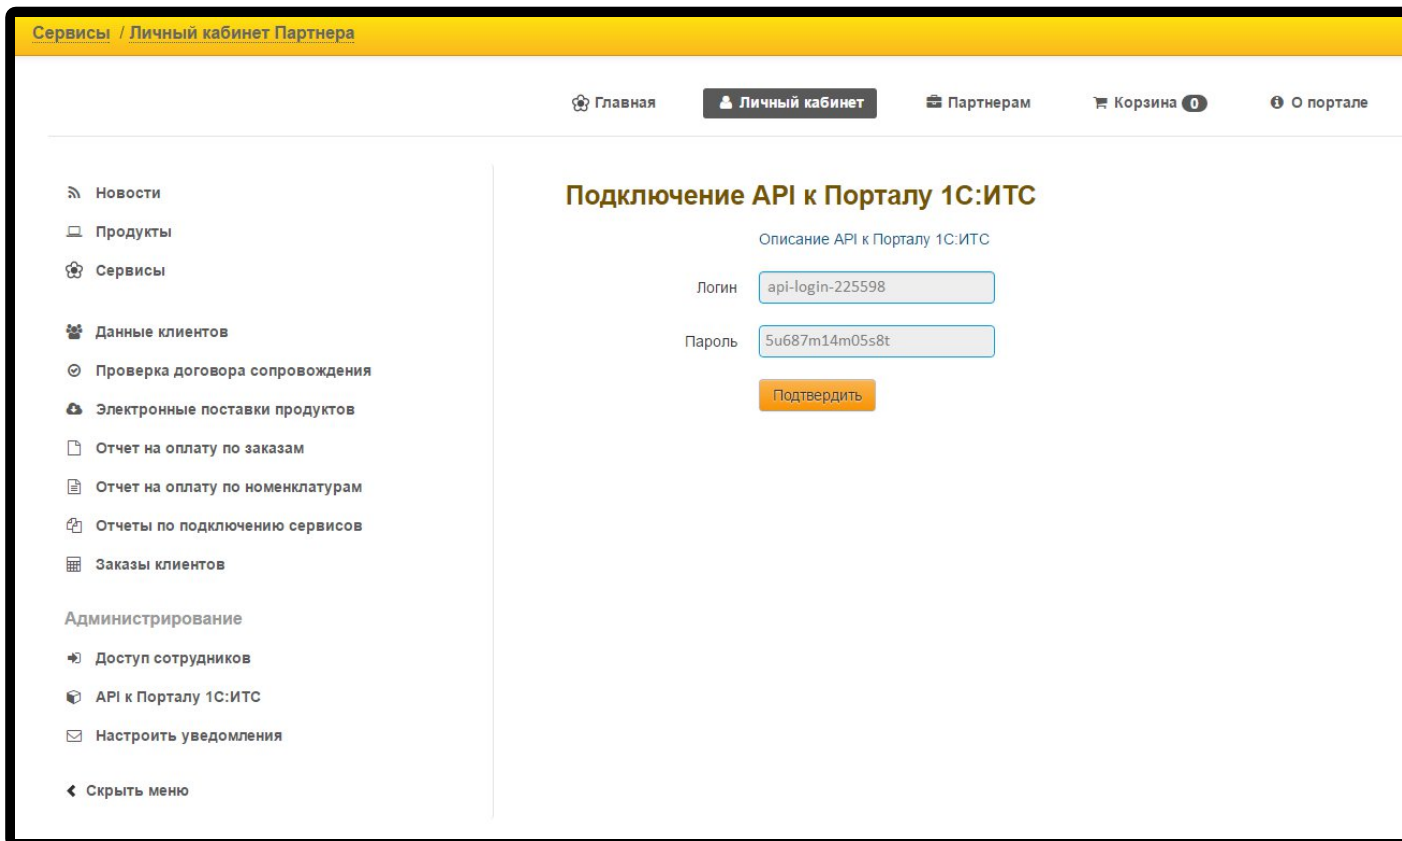 Сервисы / Личный кабинет Партнера
Главная Личный кабинет Партнерам Корзина 0 О портале
Новости
Продукты
Сервисы
Данные клиентов
Проверка договора сопровождения
Электронные поставки продуктов
Отчет на оплату по заказам
Отчет на оплату по номенклатурам
Отчеты по подключению сервисов
Заказы клиентов
Администрирование
Доступ сотрудников
API к Порталу 1С:ИТС
Настроить уведомления
Скрыть меню
Подключение API к Порталу 1С:ИТС
Описание API к Порталу 1С:ИТС
Логин api-login-225598
Пароль 5u687m14m05s8t
Подтвердить